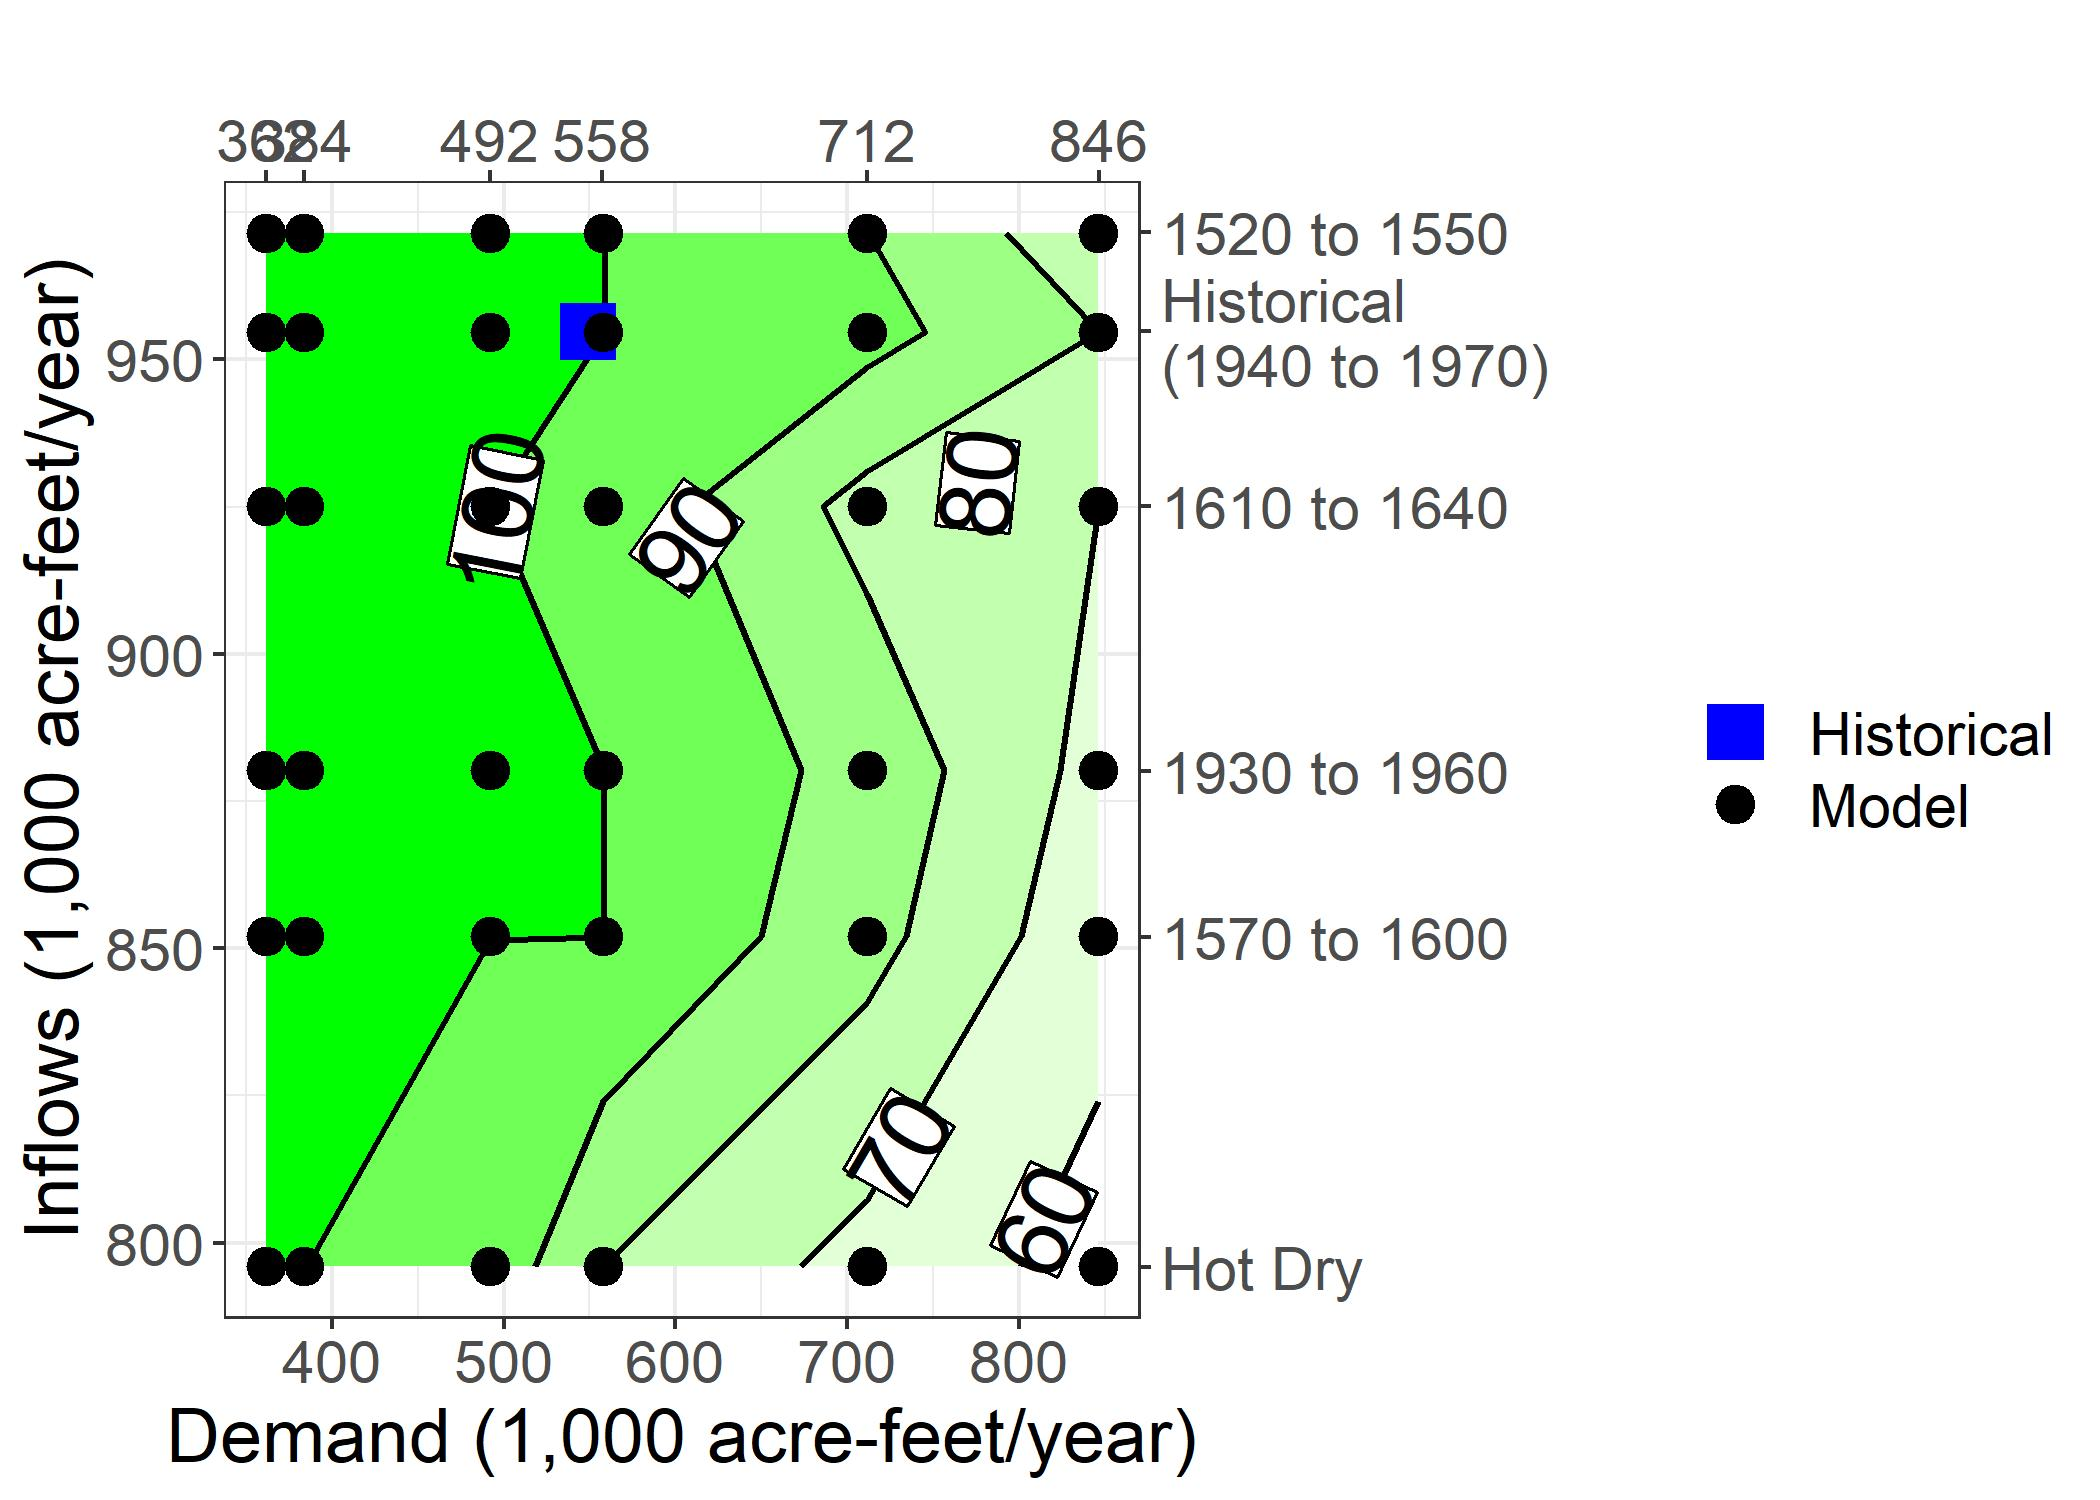 362 384 492 558 712 846
1520 to 1550
Historical
(1940 to 1970)
950
100
80
90
1610 to 1640
900
1930 to 1960
Historical
Model
850
1570 to 1600
70
60
800
Hot Dry
400 500 600 700 800
Demand (1,000 acre-feet/year)
Inflows (1,000 acre-feet/year)